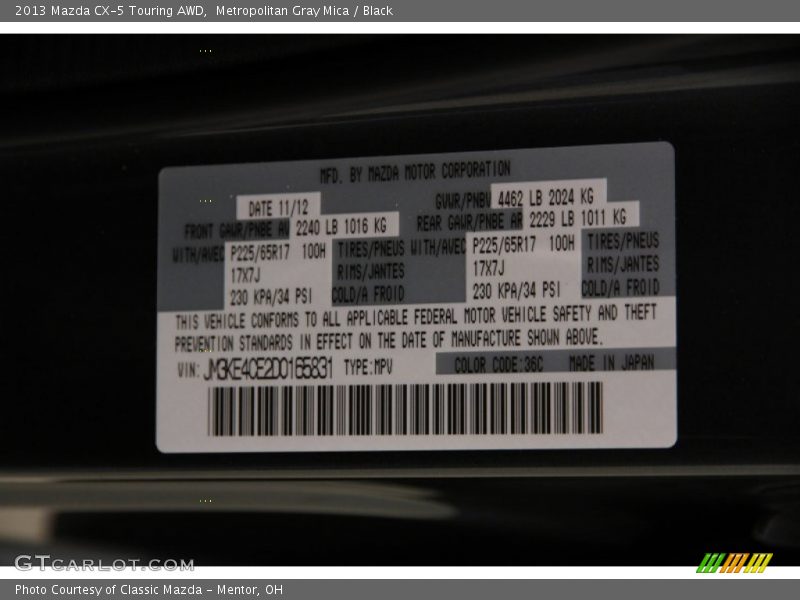 2013 Mazda CX-5 Touring AWD, Metropolitan Gray Mica / Black
MFD. BY MAZDA MOTOR CORPORATION
DATE 11/12 GVWR/PNBV 4462 LB 2024 KG
FRONT GAWR/PNBE AV 2240 LB 1016 KG REAR GAWR/PNBE AR 2229 LB 1011 KG
WITH/AVEC P225/65R17 100H TIRES/PNEUS WITH/AVEC P225/65R17 100H TIRES/PNEUS
17X7J RIMS/JANTES 17X7J RIMS/JANTES
230 KPA/34 PSI COLD/A FROID 230 KPA/34 PSI COLD/A FROID
THIS VEHICLE CONFORMS TO ALL APPLICABLE FEDERAL MOTOR VEHICLE SAFETY AND THEFT
PREVENTION STANDARDS IN EFFECT ON THE DATE OF MANUFACTURE SHOWN ABOVE.
VIN: JM3KE4CE2D0165831 TYPE:MPV COLOR CODE:36C MADE IN JAPAN
GTCARLOT.COM
Photo Courtesy of Classic Mazda - Mentor, OH